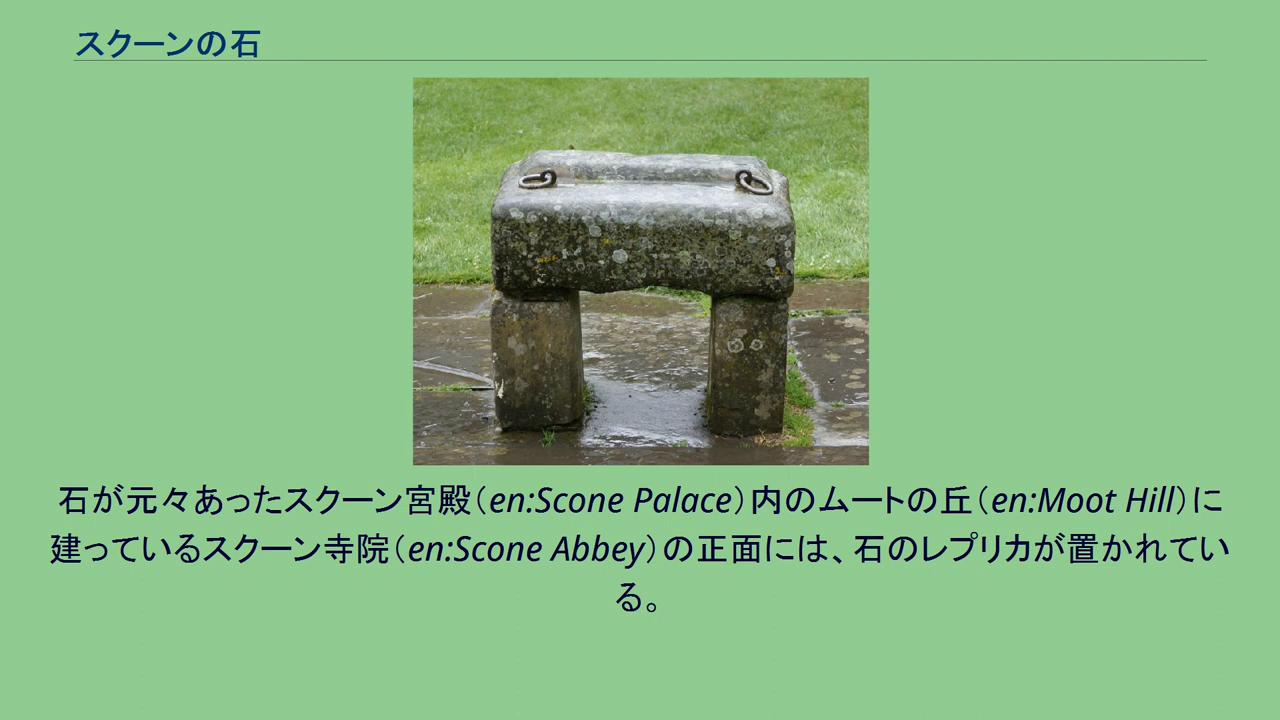 スクーンの石
石が元々あったスクーン宮殿（en:Scone Palace）内のムートの丘（en:Moot Hill）に
建っているスクーン寺院（en:Scone Abbey）の正面には、石のレプリカが置かれてい
る。